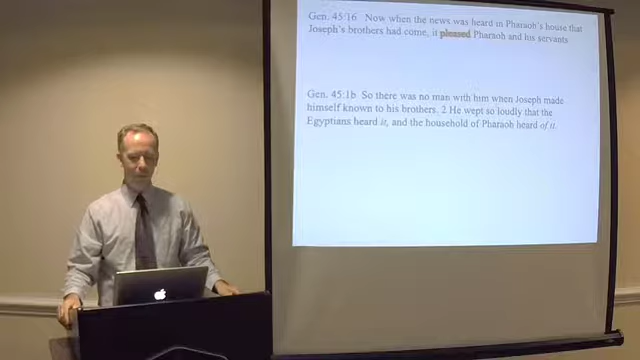 Gen. 45:16 Now when the news was heard in Pharaoh's house that
Joseph's brothers had come, it pleased Pharaoh and his servants
Gen. 45:1b So there was no man with him when Joseph made
himself known to his brothers. 2 He wept so loudly that the
Egyptians heard it, and the household of Pharaoh heard of it.